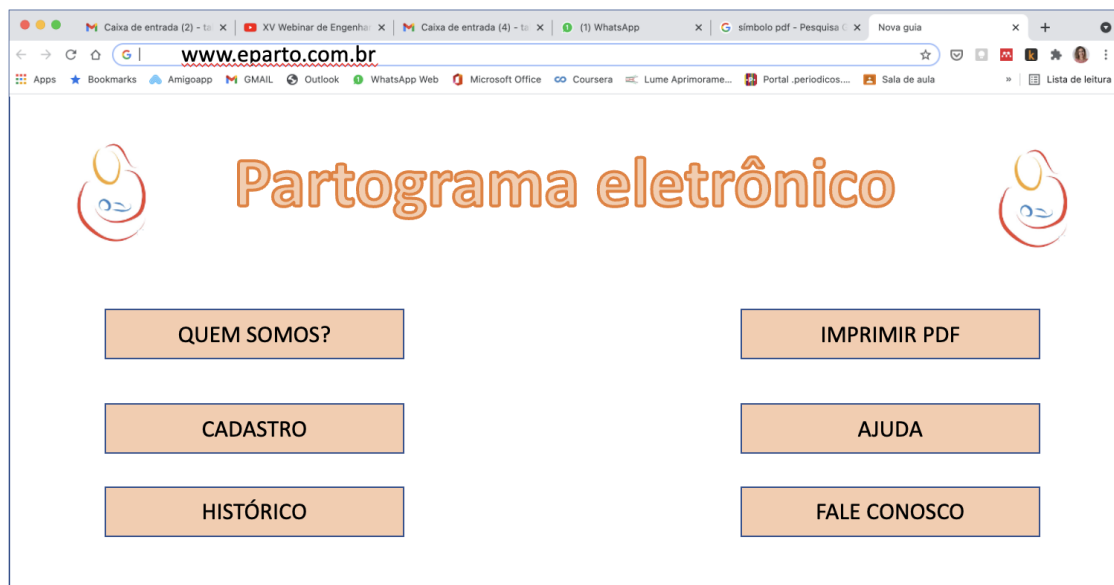 Caixa de entrada (2) - ta
XV Webinar de Engenha
Caixa de entrada (4) - ta
(1) WhatsApp
símbolo pdf - Pesquisa G
Nova guia
G www.eparto.com.br
Apps Bookmarks Amigoapp GMAIL Outlook WhatsApp Web Microsoft Office Coursera Lume Aprimorame... Portal .periodicos.... Sala de aula » Lista de leitura
Partograma eletrônico
QUEM SOMOS?
IMPRIMIR PDF
CADASTRO
AJUDA
HISTÓRICO
FALE CONOSCO